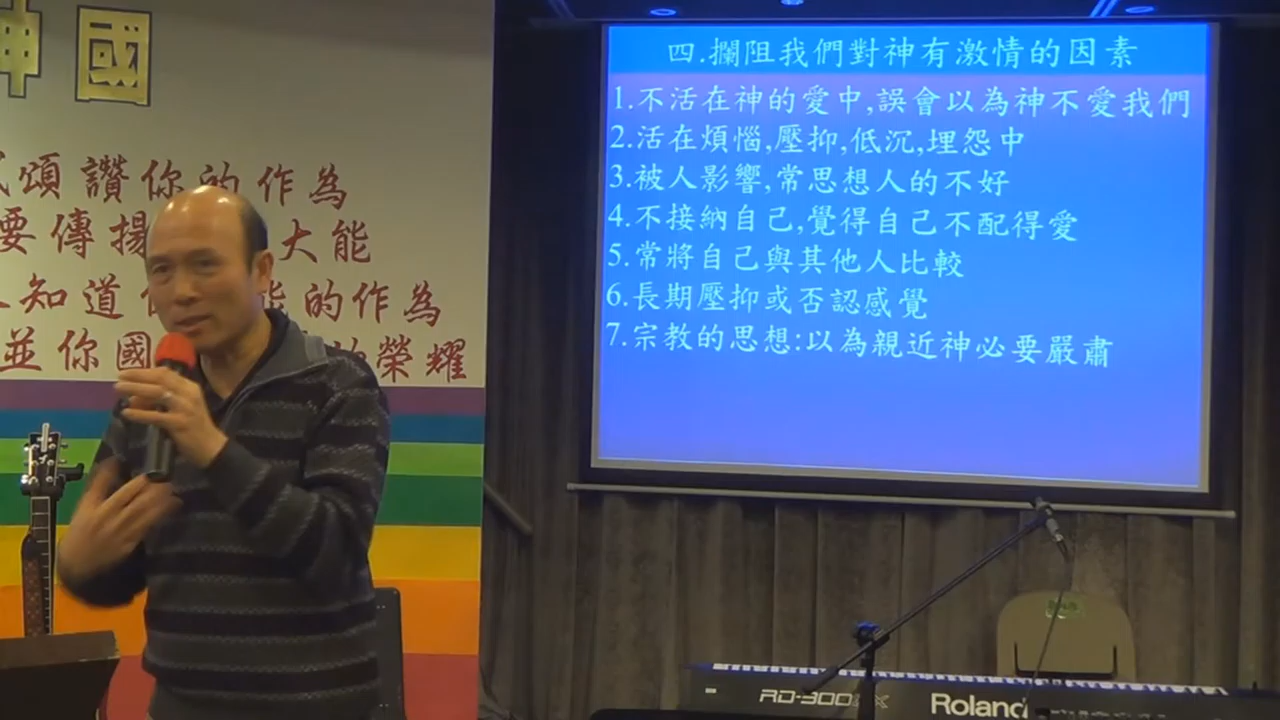 神國
頌讚你的作為
要傳揚 大能
知道 能的作為
並你國 榮耀
四.攔阻我們對神有激情的因素
1.不活在神的愛中,誤會以為神不愛我們
2.活在煩惱,壓抑,低沉,埋怨中
3.被人影響,常思想人的不好
4.不接納自己,覺得自己不配得愛
5.常將自己與其他人比較
6.長期壓抑或否認感覺
7.宗教的思想:以為親近神必要嚴肅
RD-300
Roland